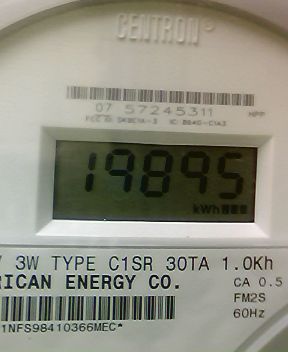 CENTRON®
07 57245311
HPP
19895
kWh
V 3W TYPE C1SR 30TA 1.0Kh
RICAN ENERGY CO.
CA 0.5
FM2S
60Hz
1NFS98410366MEC*